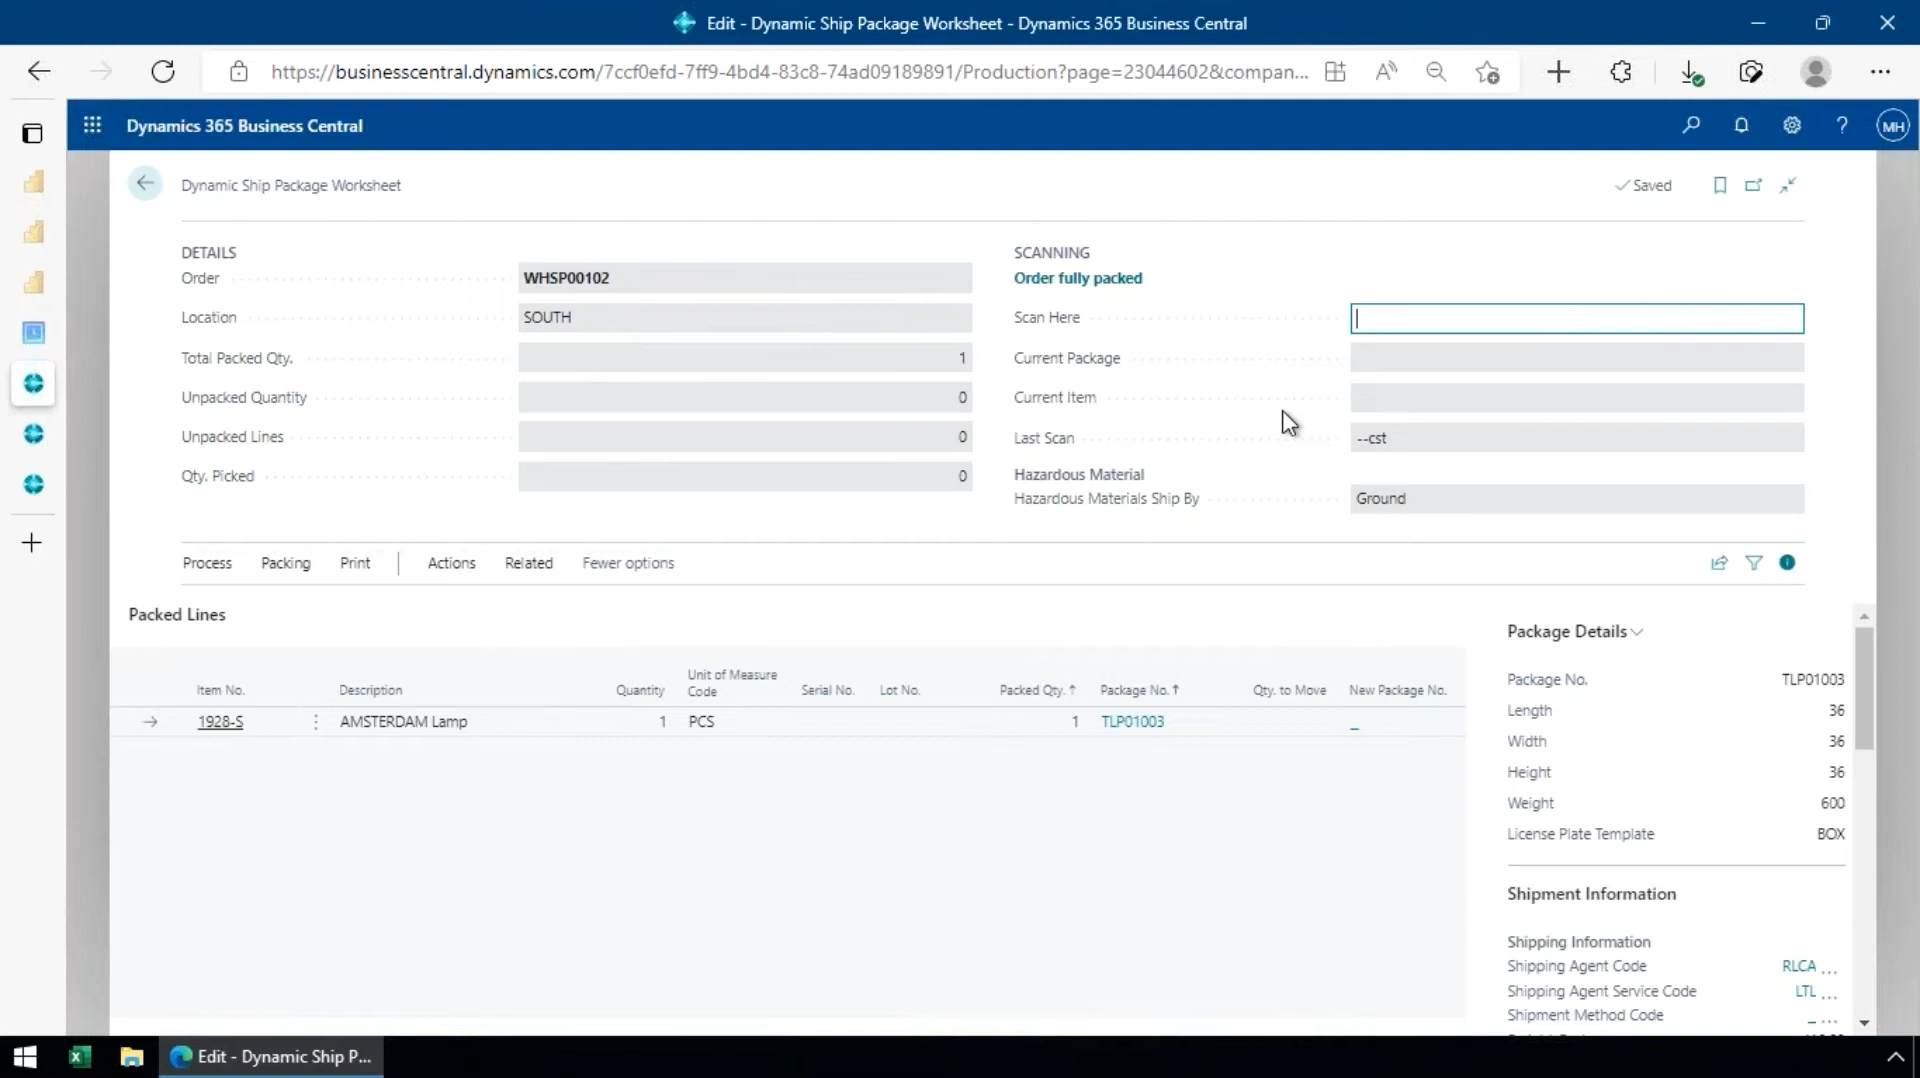 Edit - Dynamic Ship Package Worksheet - Dynamics 365 Business Central
https://businesscentral.dynamics.com/7ccf0efd-7ff9-4bd4-83c8-74ad09189891/Production?page=23044602&compan...
Dynamics 365 Business Central
MH
Dynamic Ship Package Worksheet
Saved
DETAILS
Order WHSP00102
Location SOUTH
Total Packed Qty. 1
Unpacked Quantity 0
Unpacked Lines 0
Qty. Picked 0
SCANNING
Order fully packed
Scan Here
Current Package
Current Item
Last Scan --cst
Hazardous Material
Hazardous Materials Ship By Ground
Process Packing Print Actions Related Fewer options
Packed Lines
Item No. Description Quantity Unit of Measure Code Serial No. Lot No. Packed Qty.↑ Package No.↑ Qty. to Move New Package No.
→ 1928-S AMSTERDAM Lamp 1 PCS 1 TLP01003 _
Package Details
Package No. TLP01003
Length 36
Width 36
Height 36
Weight 600
License Plate Template BOX
Shipment Information
Shipping Information
Shipping Agent Code RLCA ...
Shipping Agent Service Code LTL ...
Shipment Method Code _ ...
Edit - Dynamic Ship P...